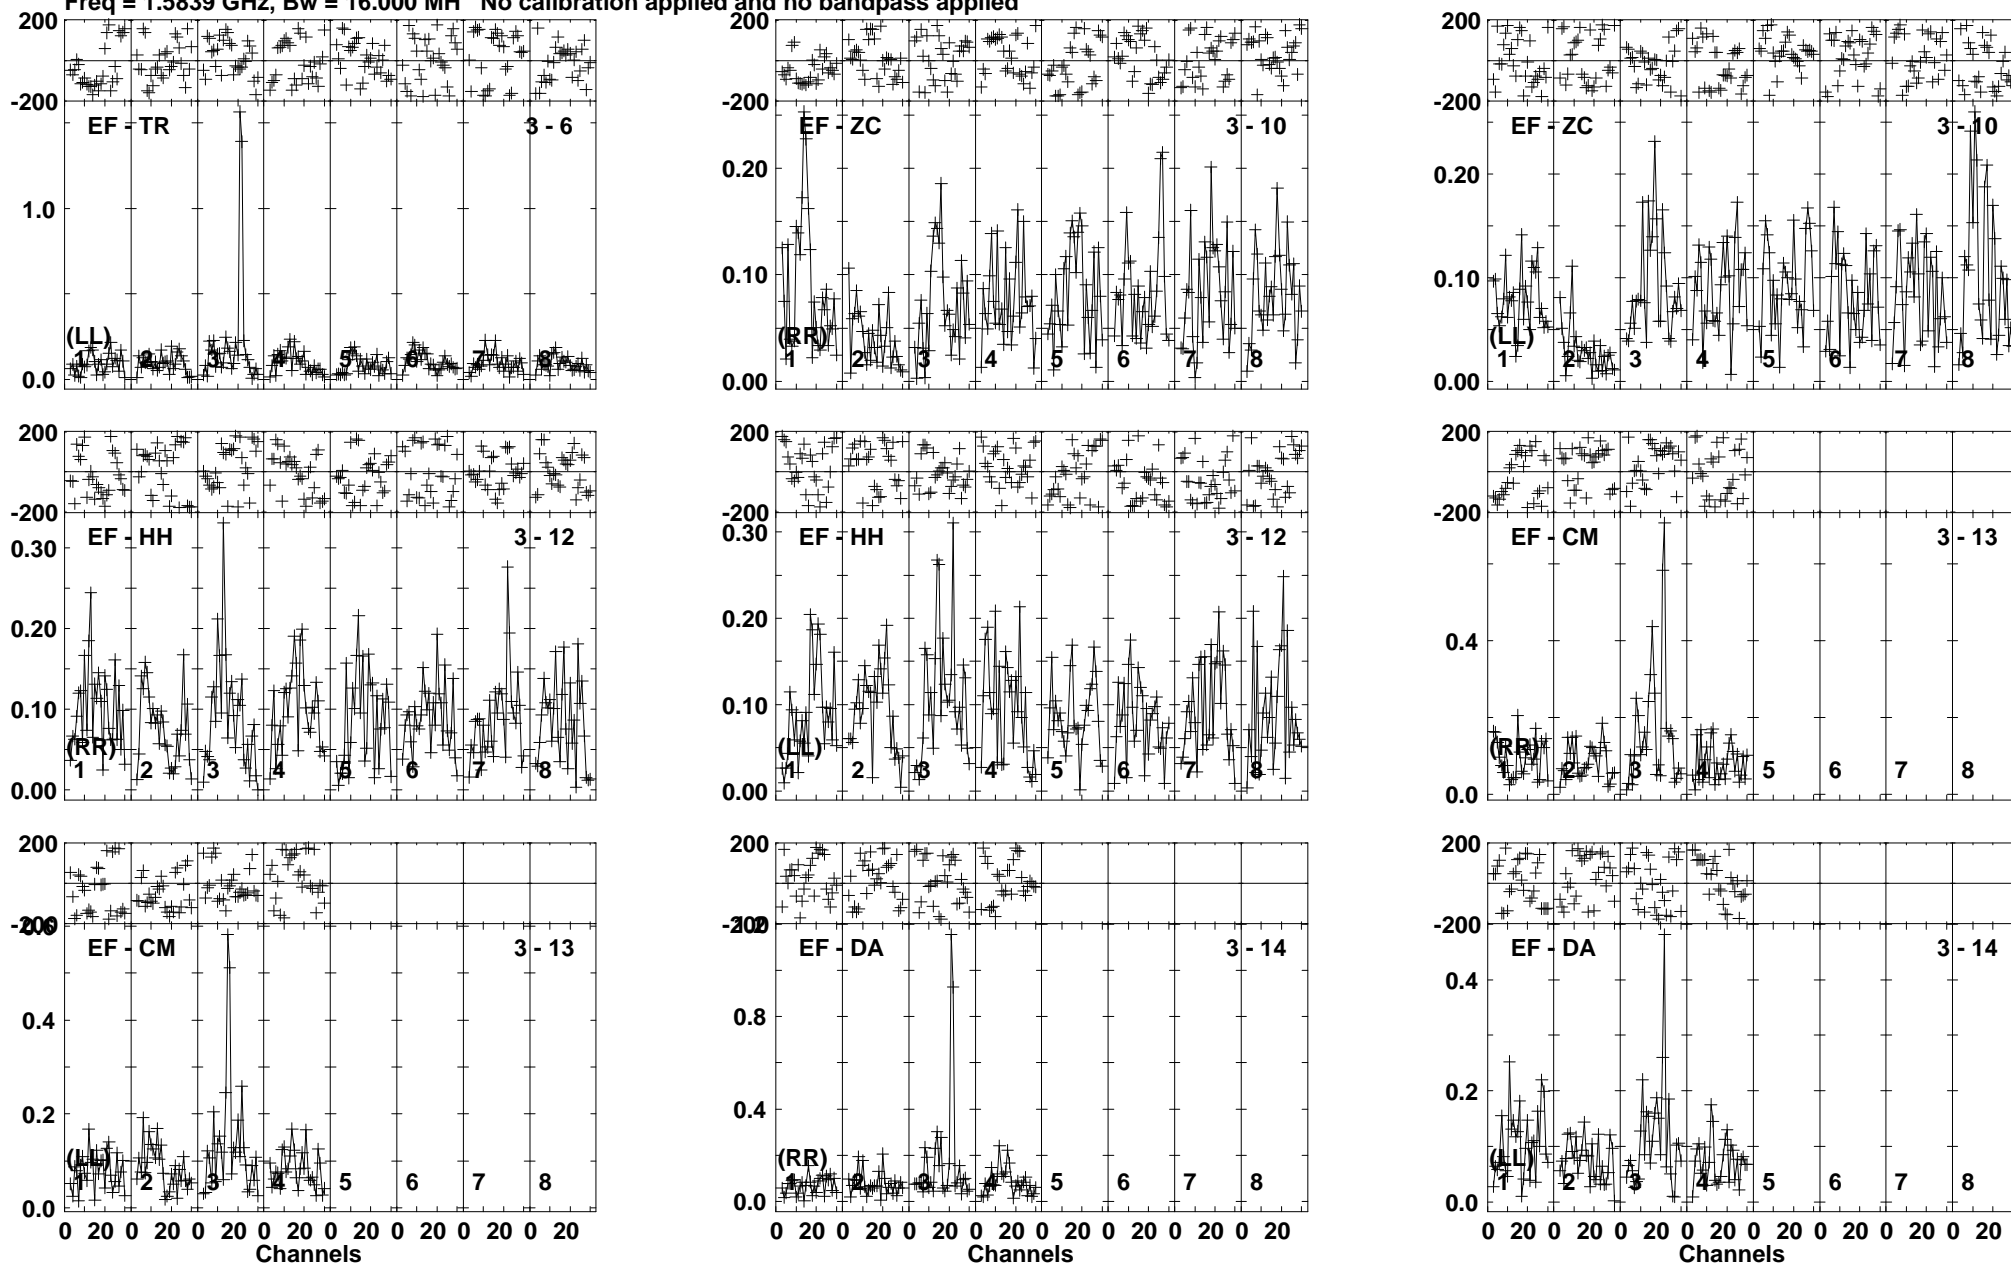 Freq = 1.5839 GHz, Bw = 16.000 MH No calibration applied and no bandpass applied
200 200 200
-200 -200 -200
EF - TR 3 - 6 EF - ZC 3 - 10 EF - ZC 3 - 10
1.0 0.20 0.20
0.10 0.10
(LL) (RR) (LL)
1 2 3 4 5 6 7 8 1 2 3 4 5 6 7 8 1 2 3 4 5 6 7 8
0.0 0.00 0.00
200 200 200
-200 -200 -200
EF - HH 3 - 12 EF - HH 3 - 12 EF - CM 3 - 13
0.30 0.30
0.20 0.20 0.4
0.10 0.10
(RR) (LL) (RR)
1 2 3 4 5 6 7 8 1 2 3 4 5 6 7 8 1 2 3 4 5 6 7 8
0.00 0.00 0.0
200 200 200
-200 -200 -200
0.6 1.2
EF - CM 3 - 13 EF - DA 3 - 14 EF - DA 3 - 14
0.4 0.8 0.4
0.2 0.4 0.2
(LL) (RR) (LL)
1 2 3 4 5 6 7 8 1 2 3 4 5 6 7 8 1 2 3 4 5 6 7 8
0.0 0.0 0.0
0 20 0 20 0 20 0 20 0 20 0 20 0 20 0 20 0 20 0 20 0 20 0 20 0 20 0 20 0 20 0 20 0 20 0 20 0 20 0 20 0 20 0 20 0 20 0 20
Channels Channels Channels